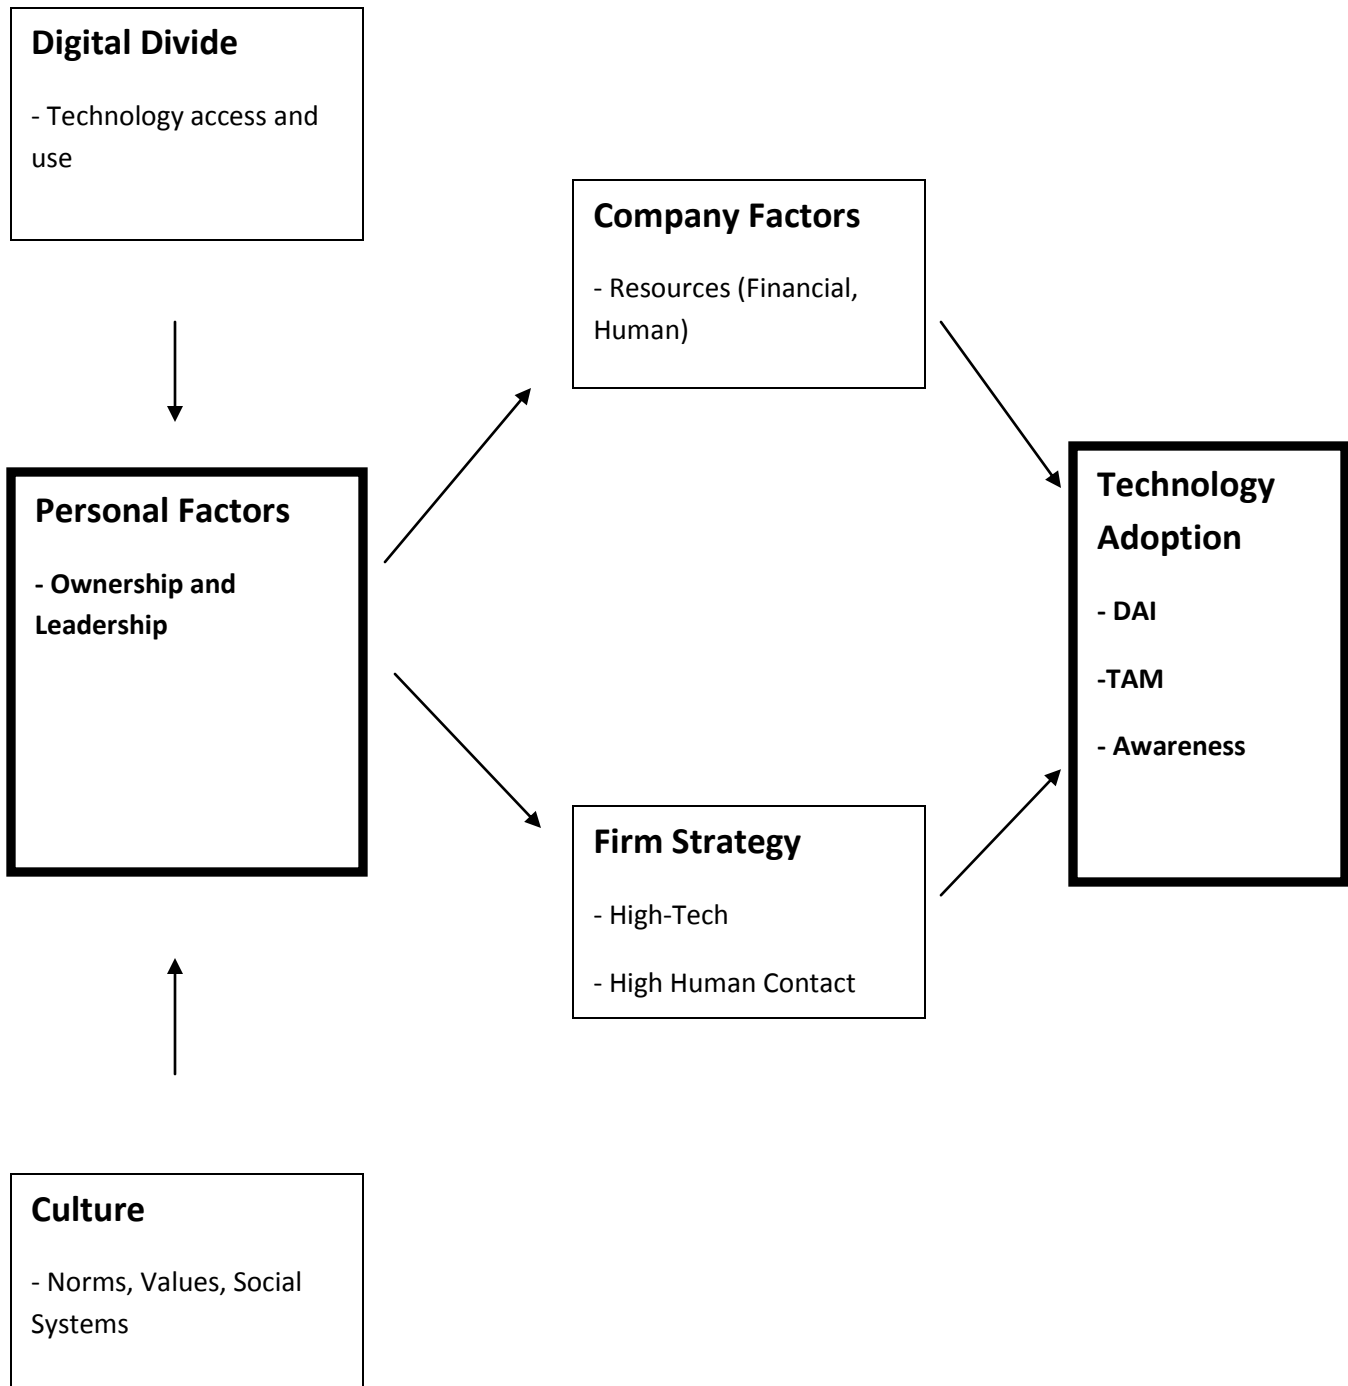 Digital Divide
- Technology access and
use
Company Factors
- Resources (Financial,
Human)
Personal Factors
- Ownership and
Leadership
Technology
Adoption
- DAI
-TAM
- Awareness
Firm Strategy
- High-Tech
- High Human Contact
Culture
- Norms, Values, Social
Systems